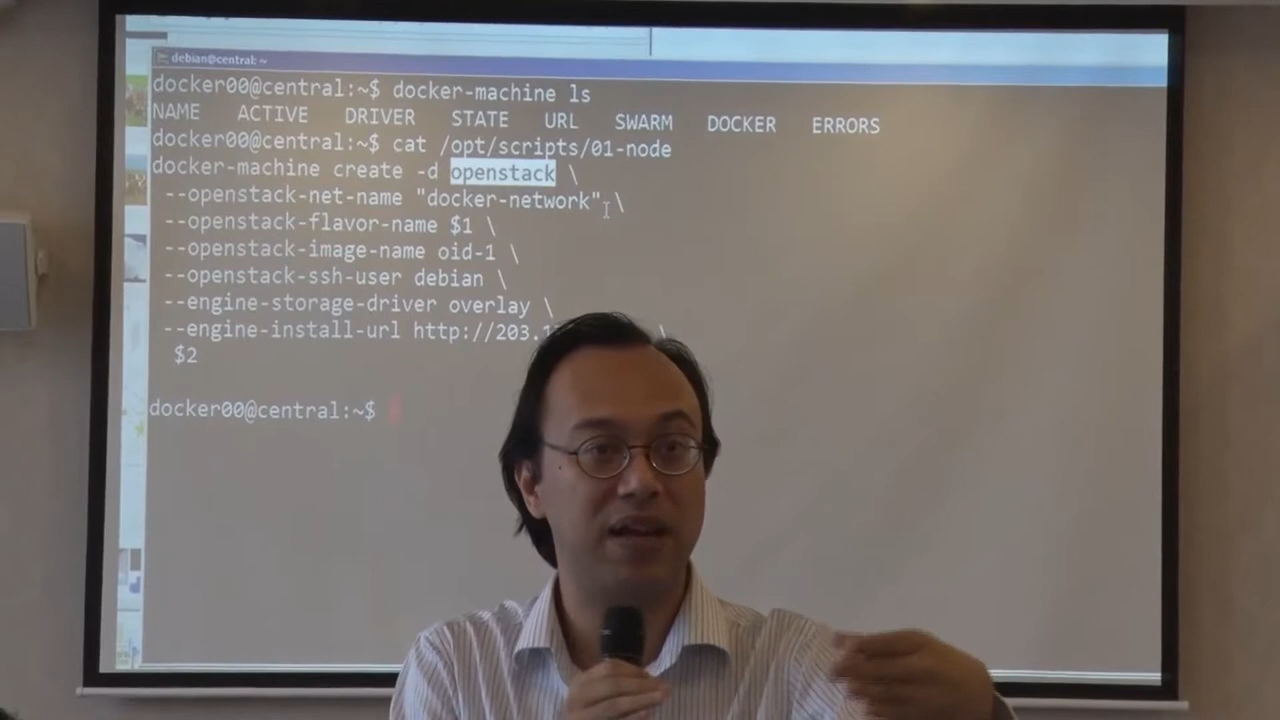 debian@central: ~
docker00@central:~$ docker-machine ls
NAME ACTIVE DRIVER STATE URL SWARM DOCKER ERRORS
docker00@central:~$ cat /opt/scripts/01-node
docker-machine create -d openstack \
--openstack-net-name "docker-network" \
--openstack-flavor-name $1 \
--openstack-image-name oid-1 \
--openstack-ssh-user debian \
--engine-storage-driver overlay \
--engine-install-url http://203.1 \
$2
docker00@central:~$